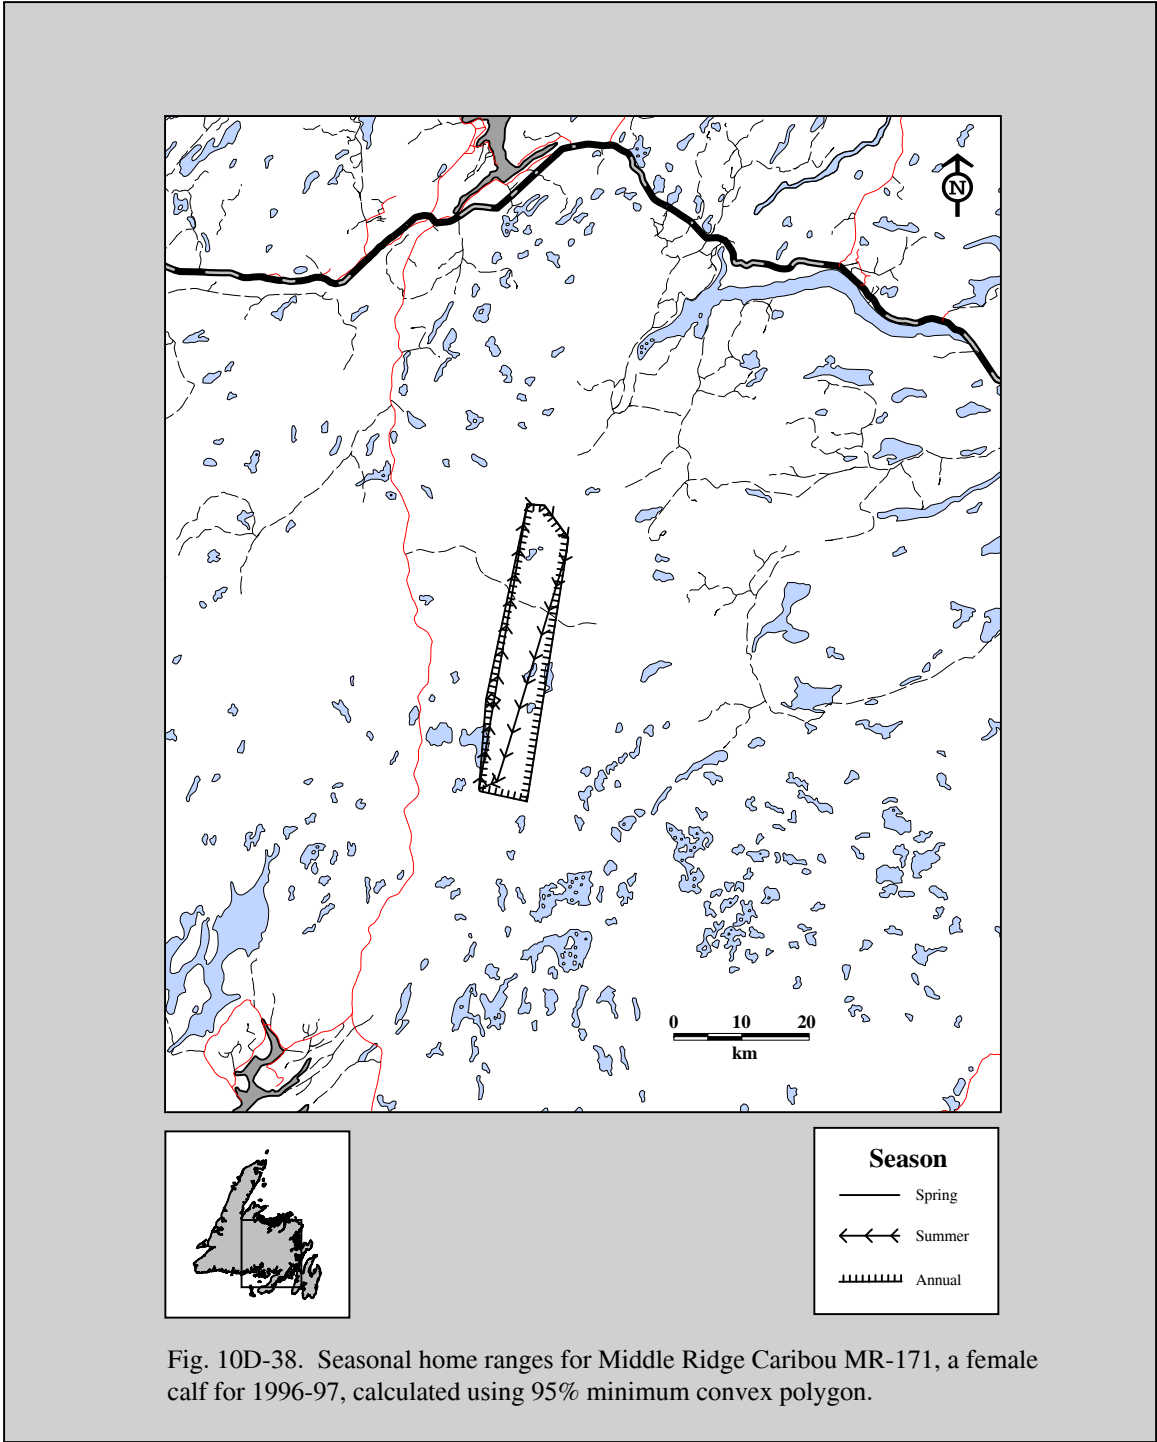 N
0 10 20
km
Season
Spring
Summer
Annual
Fig. 10D-38.  Seasonal home ranges for Middle Ridge Caribou MR-171, a female
calf for 1996-97, calculated using 95% minimum convex polygon.